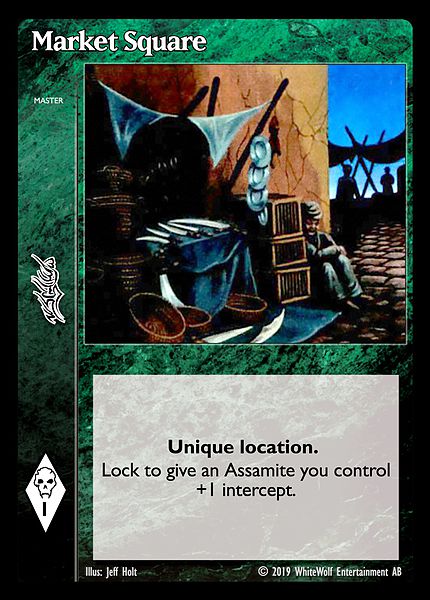 Market Square
MASTER
Unique location.
Lock to give an Assamite you control
+1 intercept.
1
Illus: Jeff Holt
© 2019 WhiteWolf Entertainment AB